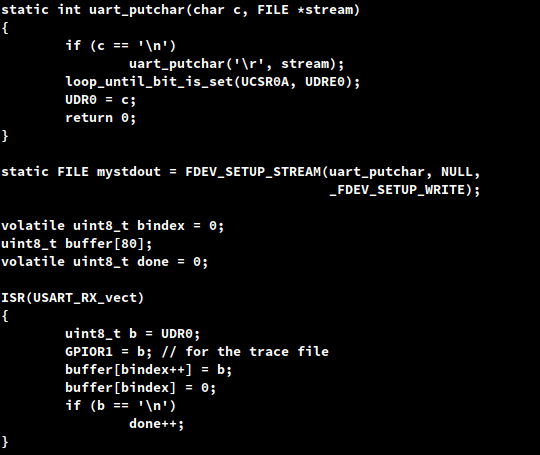 static int uart_putchar(char c, FILE *stream)
{
        if (c == '\n')
                uart_putchar('\r', stream);
        loop_until_bit_is_set(UCSR0A, UDRE0);
        UDR0 = c;
        return 0;
}

static FILE mystdout = FDEV_SETUP_STREAM(uart_putchar, NULL,
                                         _FDEV_SETUP_WRITE);

volatile uint8_t bindex = 0;
uint8_t buffer[80];
volatile uint8_t done = 0;

ISR(USART_RX_vect)
{
        uint8_t b = UDR0;
        GPIOR1 = b; // for the trace file
        buffer[bindex++] = b;
        buffer[bindex] = 0;
        if (b == '\n')
                done++;
}